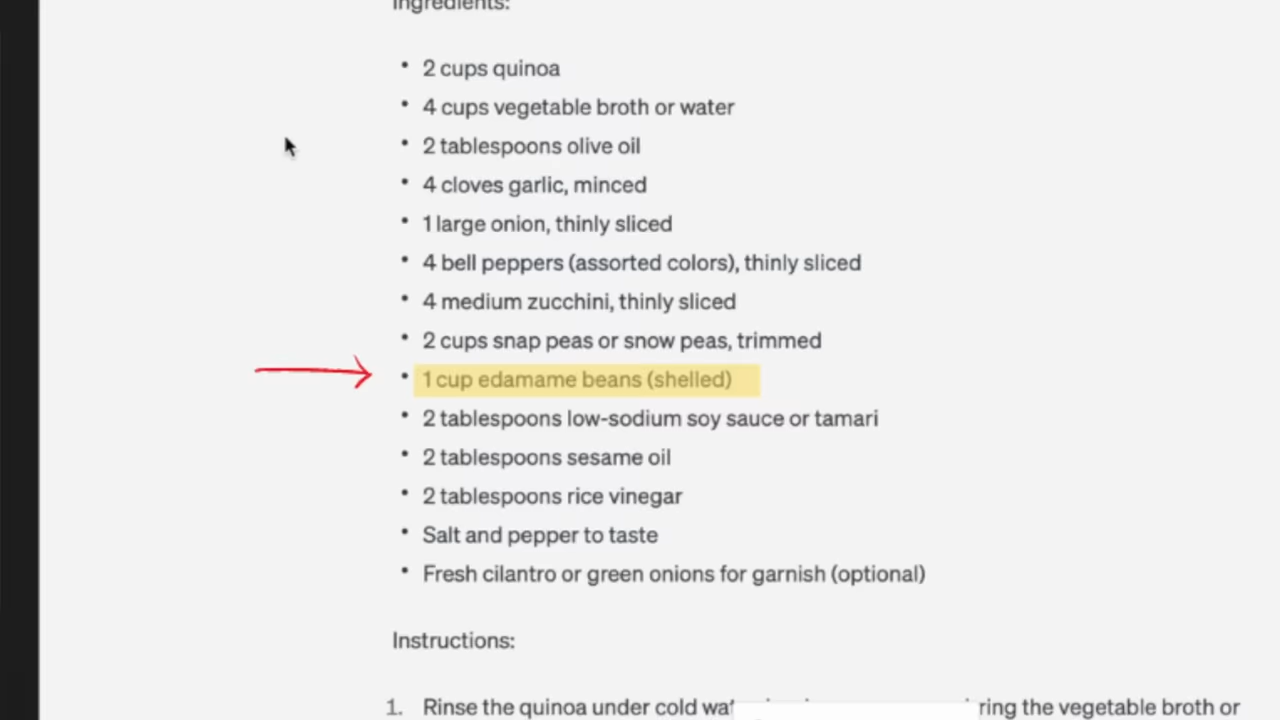 Ingredients:
2 cups quinoa
4 cups vegetable broth or water
2 tablespoons olive oil
4 cloves garlic, minced
1 large onion, thinly sliced
4 bell peppers (assorted colors), thinly sliced
4 medium zucchini, thinly sliced
2 cups snap peas or snow peas, trimmed
1 cup edamame beans (shelled)
2 tablespoons low-sodium soy sauce or tamari
2 tablespoons sesame oil
2 tablespoons rice vinegar
Salt and pepper to taste
Fresh cilantro or green onions for garnish (optional)
Instructions:
1. Rinse the quinoa under cold the vegetable broth or